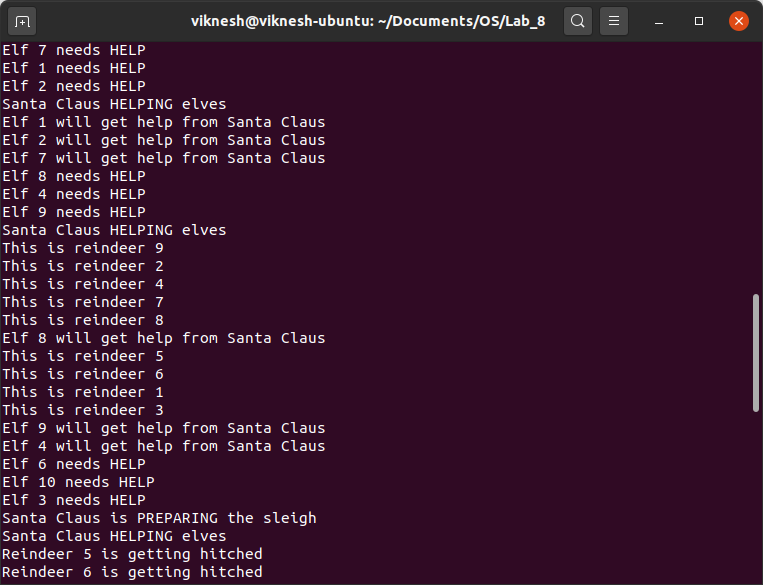 viknesh@viknesh-ubuntu: ~/Documents/OS/Lab_8
Elf 7 needs HELP
Elf 1 needs HELP
Elf 2 needs HELP
Santa Claus HELPING elves
Elf 1 will get help from Santa Claus
Elf 2 will get help from Santa Claus
Elf 7 will get help from Santa Claus
Elf 8 needs HELP
Elf 4 needs HELP
Elf 9 needs HELP
Santa Claus HELPING elves
This is reindeer 9
This is reindeer 2
This is reindeer 4
This is reindeer 7
This is reindeer 8
Elf 8 will get help from Santa Claus
This is reindeer 5
This is reindeer 6
This is reindeer 1
This is reindeer 3
Elf 9 will get help from Santa Claus
Elf 4 will get help from Santa Claus
Elf 6 needs HELP
Elf 10 needs HELP
Elf 3 needs HELP
Santa Claus is PREPARING the sleigh
Santa Claus HELPING elves
Reindeer 5 is getting hitched
Reindeer 6 is getting hitched